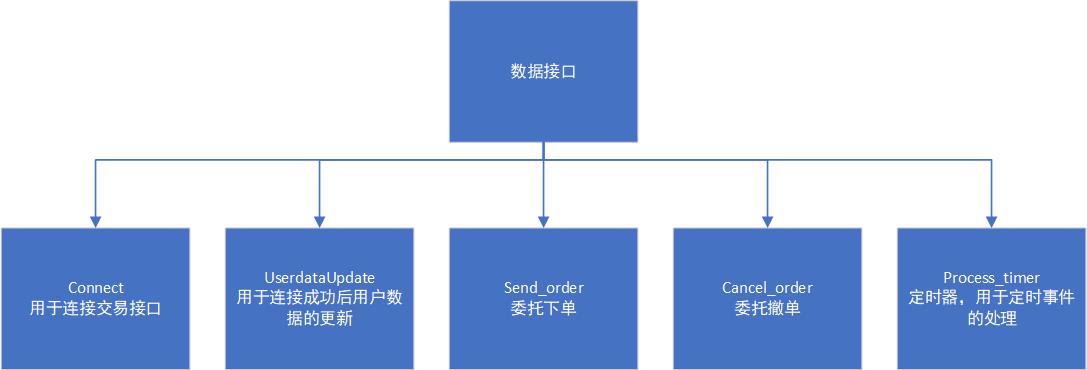 数据接口
Connect
用于连接交易接口
UserdataUpdate
用于连接成功后用户数
据的更新
Send_order
委托下单
Cancel_order
委托撤单
Process_timer
定时器，用于定时事件
的处理